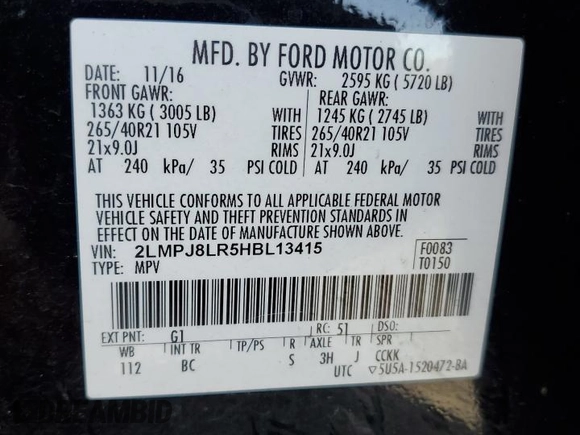 MFD. BY FORD MOTOR CO.
DATE: 11/16 GVWR: 2595 KG ( 5720 LB)
FRONT GAWR: REAR GAWR:
1363 KG ( 3005 LB) WITH 1245 KG ( 2745 LB) WITH
265/40R21 105V TIRES 265/40R21 105V TIRES
21x9.0J RIMS 21x9.0J RIMS
AT 240 kPa/ 35 PSI COLD AT 240 kPa/ 35 PSI COLD
THIS VEHICLE CONFORMS TO ALL APPLICABLE FEDERAL MOTOR
VEHICLE SAFETY AND THEFT PREVENTION STANDARDS IN
EFFECT ON THE DATE OF MANUFACTURE SHOWN ABOVE.
VIN: 2LMPJ8LR5HBL13415 F0083
TYPE: MPV T0150
EXT PNT: G1 RC: 51 DSO:
WB INT TR TP/PS R AXLE TR SPR
112 BC S 3H J CCKK
UTC ▽5U5A-1520472-BA
DREAMBID